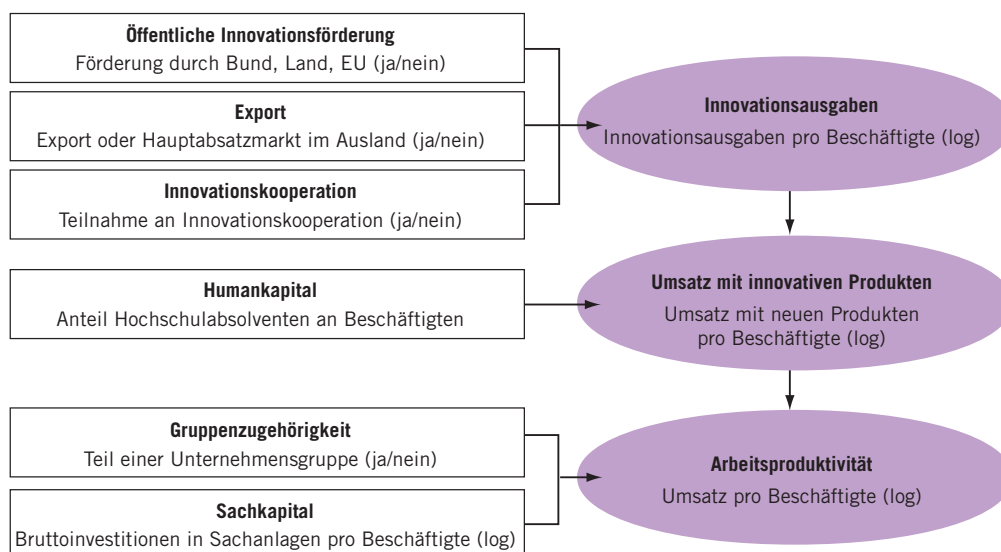 Öffentliche Innovationsförderung
Förderung durch Bund, Land, EU (ja/nein)
Export
Export oder Hauptabsatzmarkt im Ausland (ja/nein)
Innovationskooperation
Teilnahme an Innovationskooperation (ja/nein)
Innovationsausgaben
Innovationsausgaben pro Beschäftigte (log)
Humankapital
Anteil Hochschulabsolventen an Beschäftigten
Umsatz mit innovativen Produkten
Umsatz mit neuen Produkten
pro Beschäftigte (log)
Gruppenzugehörigkeit
Teil einer Unternehmensgruppe (ja/nein)
Sachkapital
Bruttoinvestitionen in Sachanlagen pro Beschäftigte (log)
Arbeitsproduktivität
Umsatz pro Beschäftigte (log)